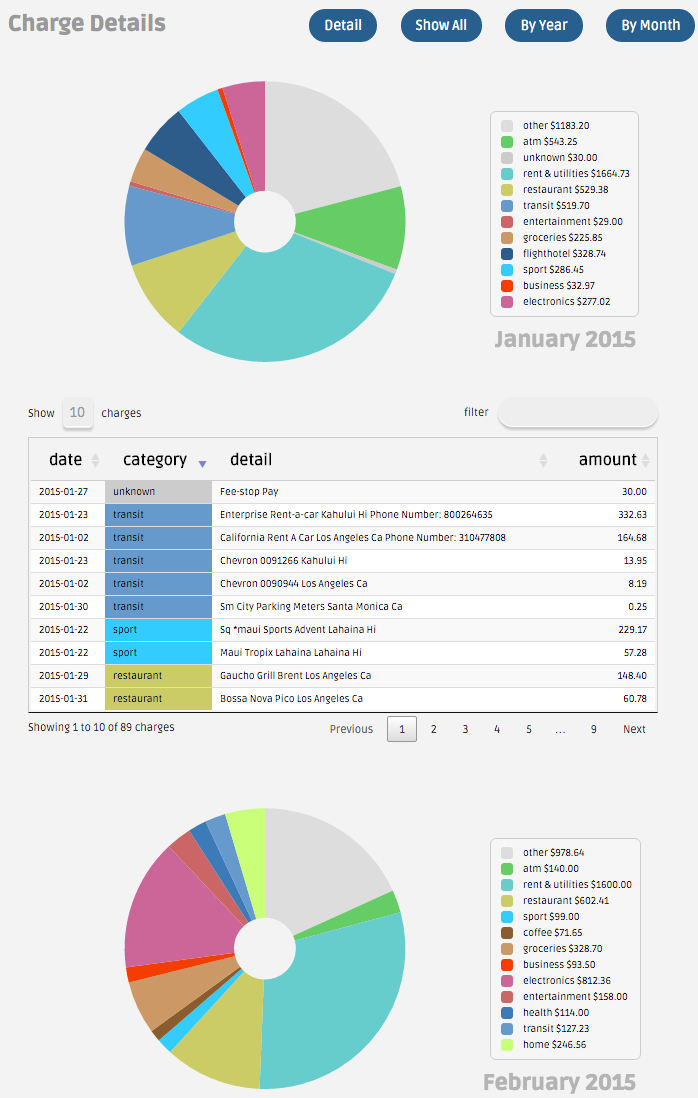 Charge Details
Detail Show All By Year By Month
other $1183.20
atm $543.25
unknown $30.00
rent & utilities $1664.73
restaurant $529.38
transit $519.70
entertainment $29.00
groceries $225.85
flighthotel $328.74
sport $286.45
business $32.97
electronics $277.02
January 2015
Show 10 charges filter
date category detail amount
2015-01-27 unknown Fee-stop Pay 30.00
2015-01-23 transit Enterprise Rent-a-car Kahului Hi Phone Number: 800264635 332.63
2015-01-02 transit California Rent A Car Los Angeles Ca Phone Number: 310477808 164.68
2015-01-23 transit Chevron 0091266 Kahului Hi 13.95
2015-01-02 transit Chevron 0090944 Los Angeles Ca 8.19
2015-01-30 transit Sm City Parking Meters Santa Monica Ca 0.25
2015-01-22 sport Sq *maui Sports Advent Lahaina Hi 229.17
2015-01-22 sport Maui Tropix Lahaina Lahaina Hi 57.28
2015-01-29 restaurant Gaucho Grill Brent Los Angeles Ca 148.40
2015-01-31 restaurant Bossa Nova Pico Los Angeles Ca 60.78
Showing 1 to 10 of 89 charges Previous 1 2 3 4 5 ... 9 Next
other $978.64
atm $140.00
rent & utilities $1600.00
restaurant $602.41
sport $99.00
coffee $71.65
groceries $328.70
business $93.50
electronics $812.36
entertainment $158.00
health $114.00
transit $127.23
home $246.56
February 2015